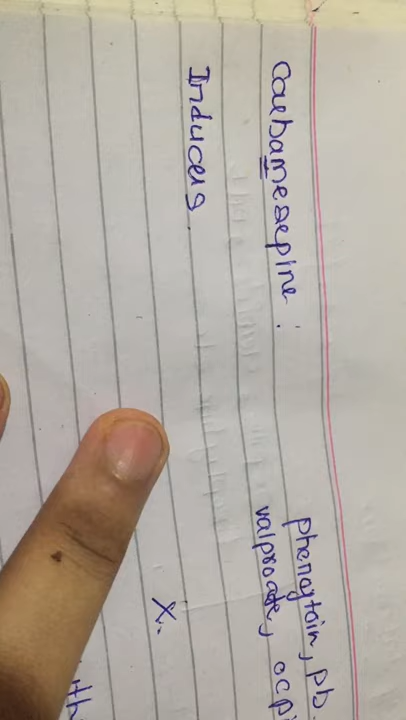 Carbamezepine : phenytoin, pb
valproate, ocp
Inducers
X.